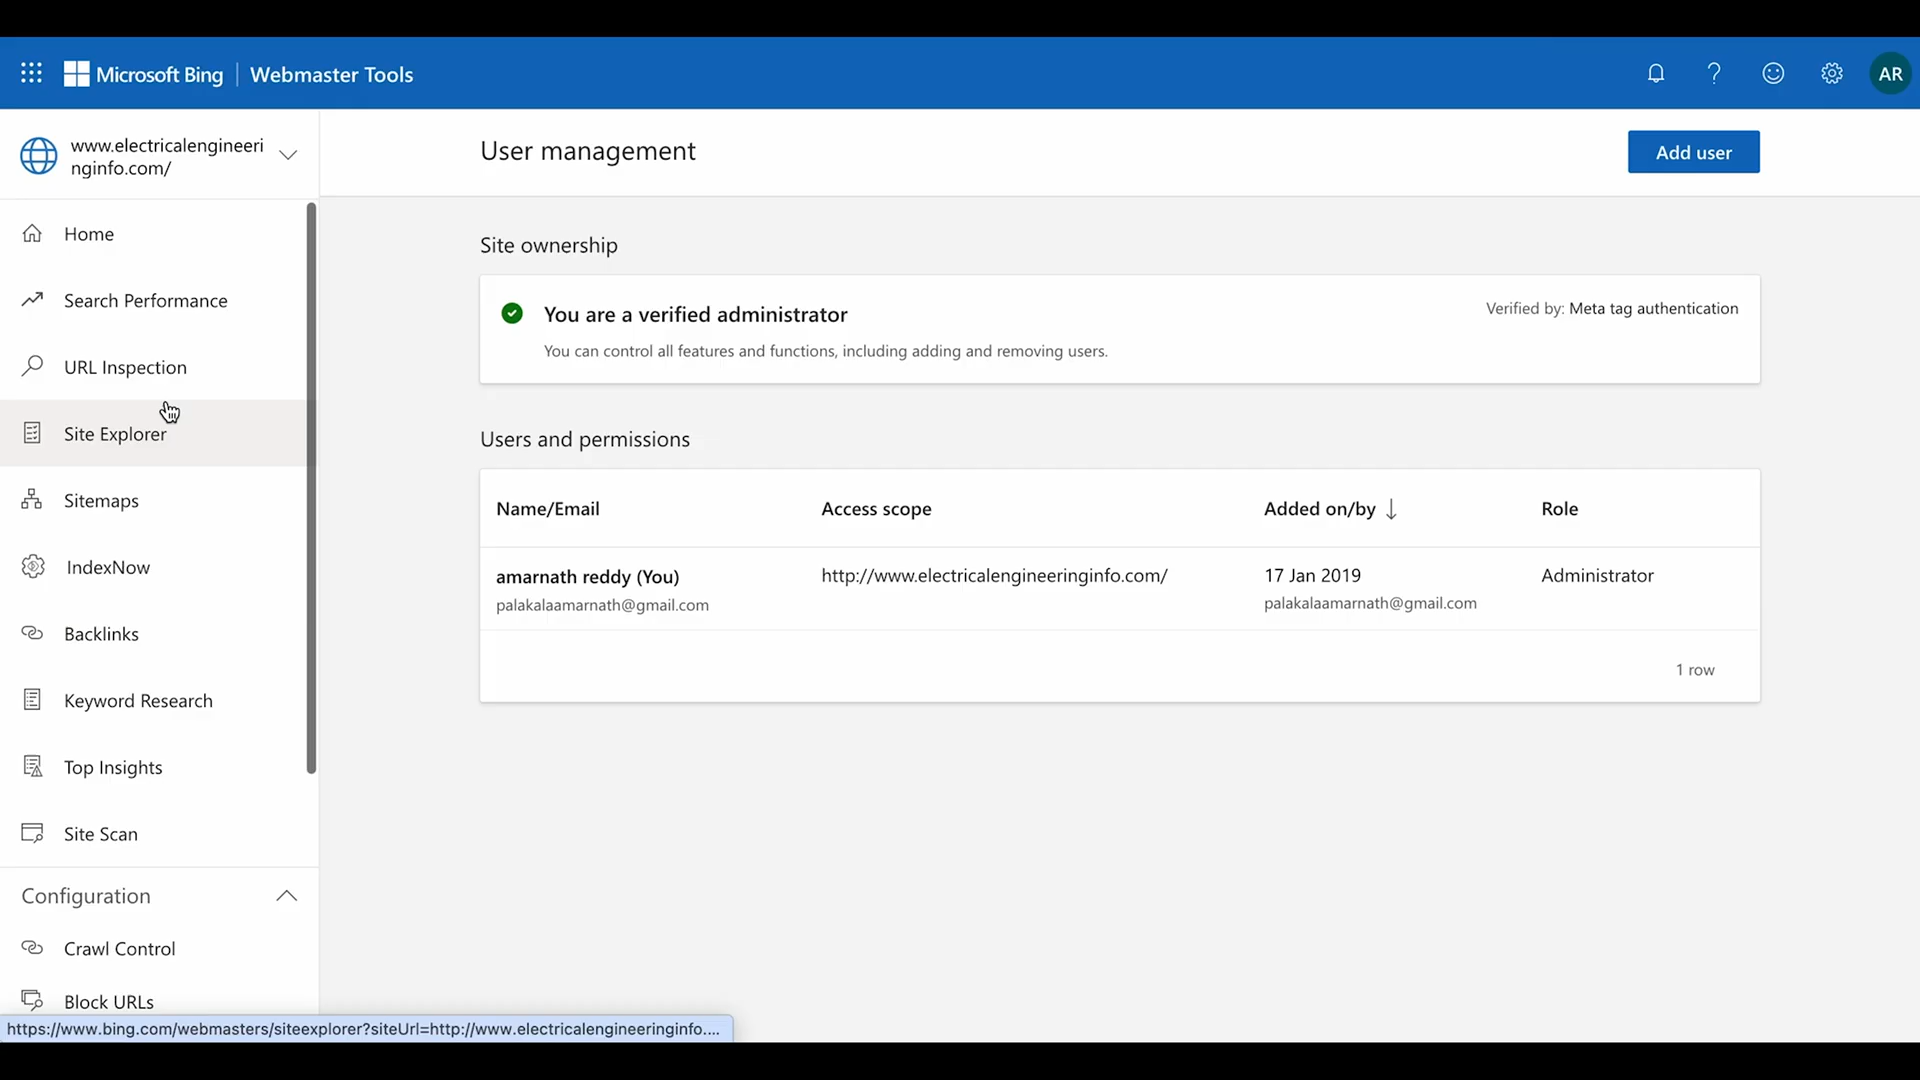 Microsoft Bing | Webmaster Tools
AR
www.electricalengineeri
nginfo.com/
User management
Add user
Home
Search Performance
URL Inspection
Site Explorer
Sitemaps
IndexNow
Backlinks
Keyword Research
Top Insights
Site Scan
Configuration
Crawl Control
Block URLs
Site ownership
You are a verified administrator
Verified by: Meta tag authentication
You can control all features and functions, including adding and removing users.
Users and permissions
Name/Email Access scope Added on/by ↓ Role
amarnath reddy (You) http://www.electricalengineeringinfo.com/ 17 Jan 2019 Administrator
palakalaamarnath@gmail.com palakalaamarnath@gmail.com
1 row
https://www.bing.com/webmasters/siteexplorer?siteUrl=http://www.electricalengineeringinfo....